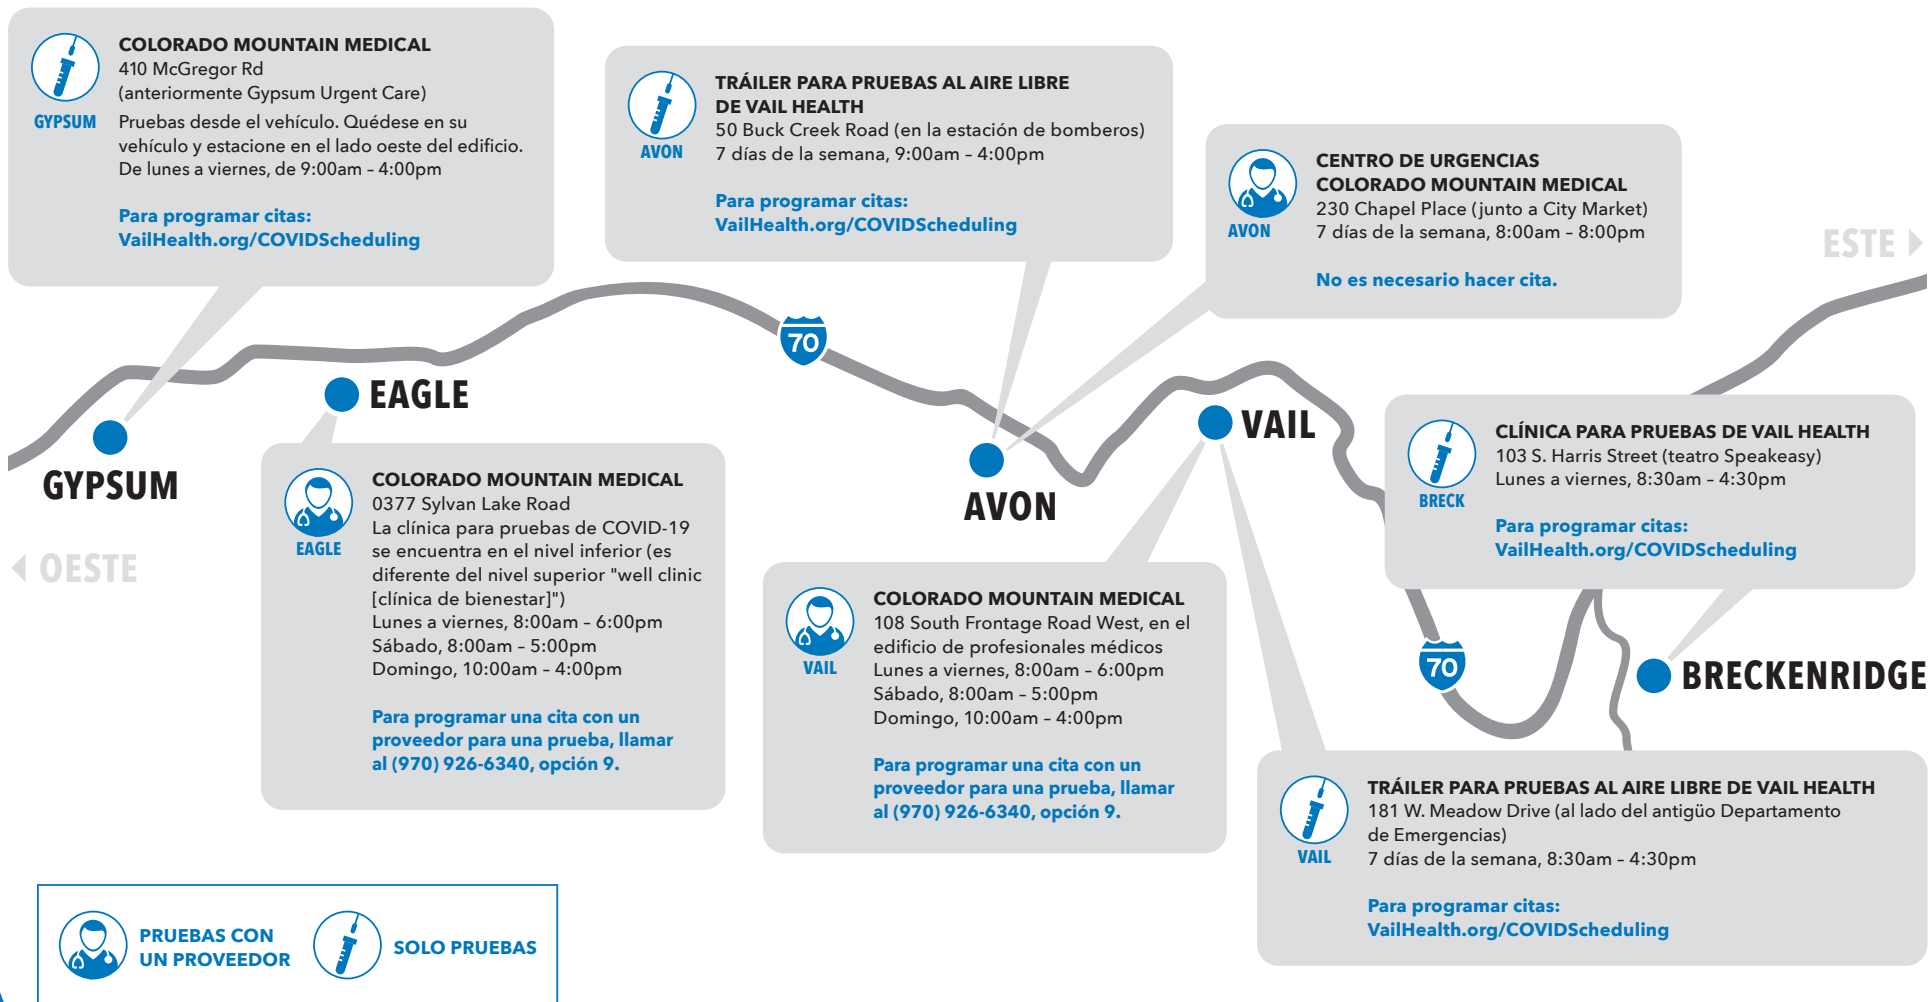 COLORADO MOUNTAIN MEDICAL
410 McGregor Rd
(anteriormente Gypsum Urgent Care)
GYPSUM
Pruebas desde el vehículo. Quédese en su
vehículo y estacione en el lado oeste del edificio.
De lunes a viernes, de 9:00am – 4:00pm
Para programar citas:
VailHealth.org/COVIDScheduling
TRÁILER PARA PRUEBAS AL AIRE LIBRE
DE VAIL HEALTH
50 Buck Creek Road (en la estación de bomberos)
AVON
7 días de la semana, 9:00am – 4:00pm
Para programar citas:
VailHealth.org/COVIDScheduling
CENTRO DE URGENCIAS
COLORADO MOUNTAIN MEDICAL
230 Chapel Place (junto a City Market)
AVON
7 días de la semana, 8:00am – 8:00pm
No es necesario hacer cita.
ESTE
70
EAGLE
GYPSUM
OESTE
VAIL
AVON
COLORADO MOUNTAIN MEDICAL
0377 Sylvan Lake Road
La clínica para pruebas de COVID-19
EAGLE
se encuentra en el nivel inferior (es
diferente del nivel superior "well clinic
[clínica de bienestar]")
Lunes a viernes, 8:00am – 6:00pm
Sábado, 8:00am – 5:00pm
Domingo, 10:00am – 4:00pm
Para programar una cita con un
proveedor para una prueba, llamar
al (970) 926-6340, opción 9.
COLORADO MOUNTAIN MEDICAL
108 South Frontage Road West, en el
edificio de profesionales médicos
VAIL
Lunes a viernes, 8:00am – 6:00pm
Sábado, 8:00am – 5:00pm
Domingo, 10:00am – 4:00pm
Para programar una cita con un
proveedor para una prueba, llamar
al (970) 926-6340, opción 9.
CLÍNICA PARA PRUEBAS DE VAIL HEALTH
103 S. Harris Street (teatro Speakeasy)
Lunes a viernes, 8:30am – 4:30pm
BRECK
Para programar citas:
VailHealth.org/COVIDScheduling
70
BRECKENRIDGE
TRÁILER PARA PRUEBAS AL AIRE LIBRE DE VAIL HEALTH
181 W. Meadow Drive (al lado del antigüo Departamento
de Emergencias)
VAIL
7 días de la semana, 8:30am – 4:30pm
Para programar citas:
VailHealth.org/COVIDScheduling
PRUEBAS CON
UN PROVEEDOR
SOLO PRUEBAS